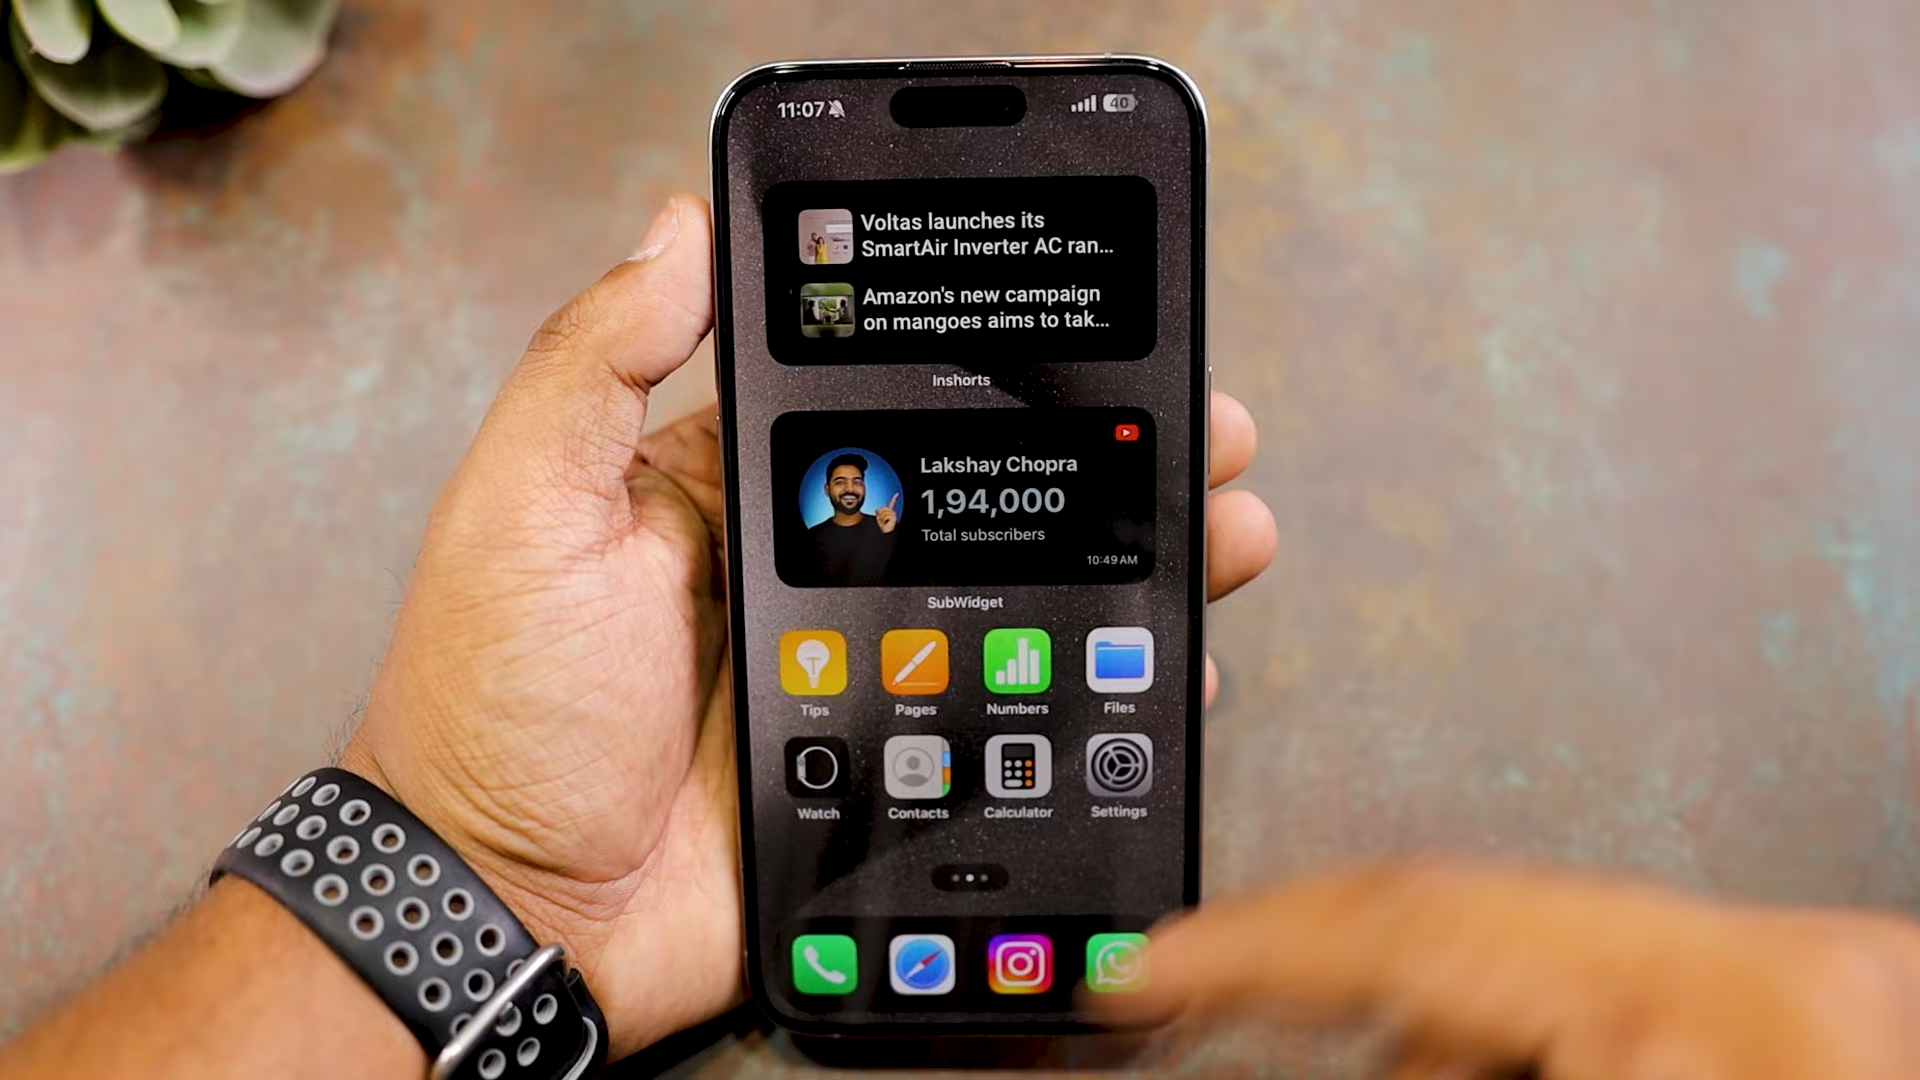 11:07
40
Voltas launches its
SmartAir Inverter AC ran...
Amazon's new campaign
on mangoes aims to tak...
Inshorts
Lakshay Chopra
1,94,000
Total subscribers
10:49 AM
SubWidget
Tips Pages Numbers Files
Watch Contacts Calculator Settings